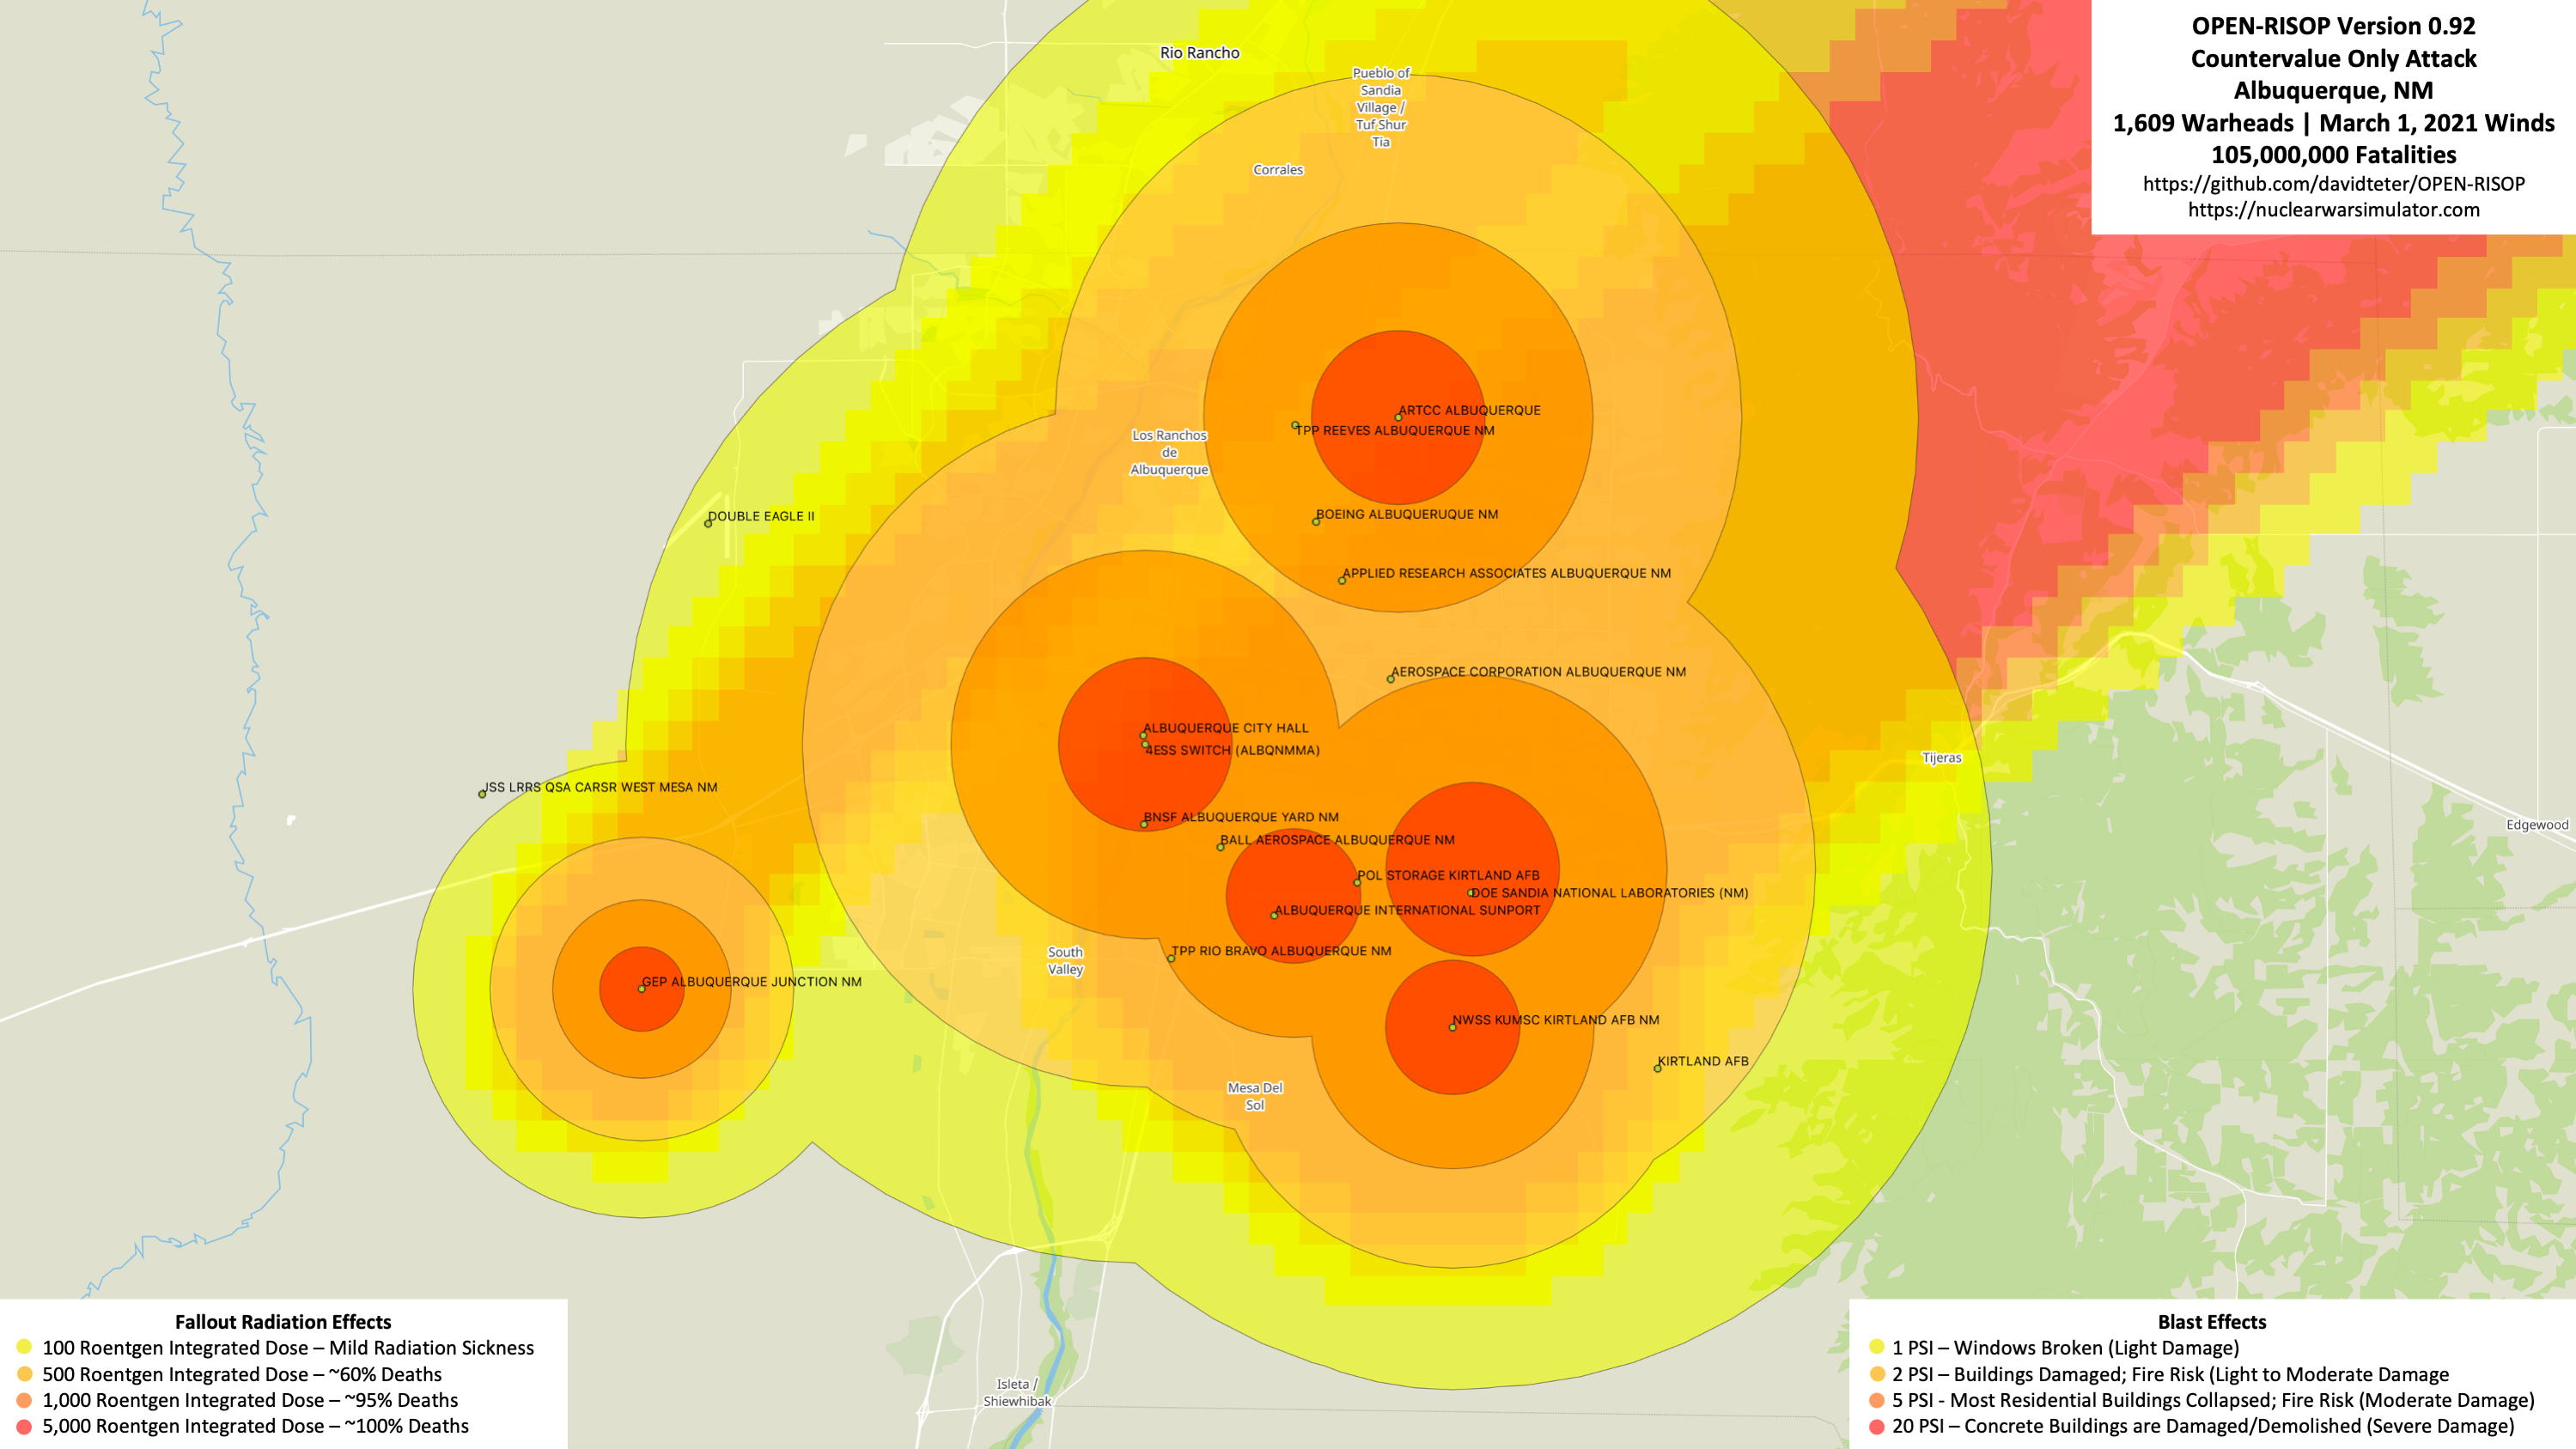 OPEN-RISOP Version 0.92
Countervalue Only Attack
Albuquerque, NM
1,609 Warheads | March 1, 2021 Winds
105,000,000 Fatalities
https://github.com/davidteter/OPEN-RISOP
https://nuclearwarsimulator.com
Rio Rancho
Pueblo of
Sandia
Village /
Tuf Shur
Tia
Corrales
ARTCC ALBUQUERQUE
TPP REEVES ALBUQUERQUE NM
Los Ranchos
de
Albuquerque
DOUBLE EAGLE II
BOEING ALBUQUERUQUE NM
APPLIED RESEARCH ASSOCIATES ALBUQUERQUE NM
AEROSPACE CORPORATION ALBUQUERQUE NM
ALBUQUERQUE CITY HALL
4ESS SWITCH (ALBQNMMA)
Tijeras
JSS LRRS QSA CARSR WEST MESA NM
BNSF ALBUQUERQUE YARD NM
Edgewood
BALL AEROSPACE ALBUQUERQUE NM
POL STORAGE KIRTLAND AFB
DOE SANDIA NATIONAL LABORATORIES (NM)
ALBUQUERQUE INTERNATIONAL SUNPORT
TPP RIO BRAVO ALBUQUERQUE NM
South
Valley
GEP ALBUQUERQUE JUNCTION NM
NWSS KUMSC KIRTLAND AFB NM
KIRTLAND AFB
Mesa Del
Sol
Isleta /
Shiewhibak
Fallout Radiation Effects
100 Roentgen Integrated Dose – Mild Radiation Sickness
500 Roentgen Integrated Dose – ~60% Deaths
1,000 Roentgen Integrated Dose – ~95% Deaths
5,000 Roentgen Integrated Dose – ~100% Deaths
Blast Effects
1 PSI – Windows Broken (Light Damage)
2 PSI – Buildings Damaged; Fire Risk (Light to Moderate Damage
5 PSI - Most Residential Buildings Collapsed; Fire Risk (Moderate Damage)
20 PSI – Concrete Buildings are Damaged/Demolished (Severe Damage)